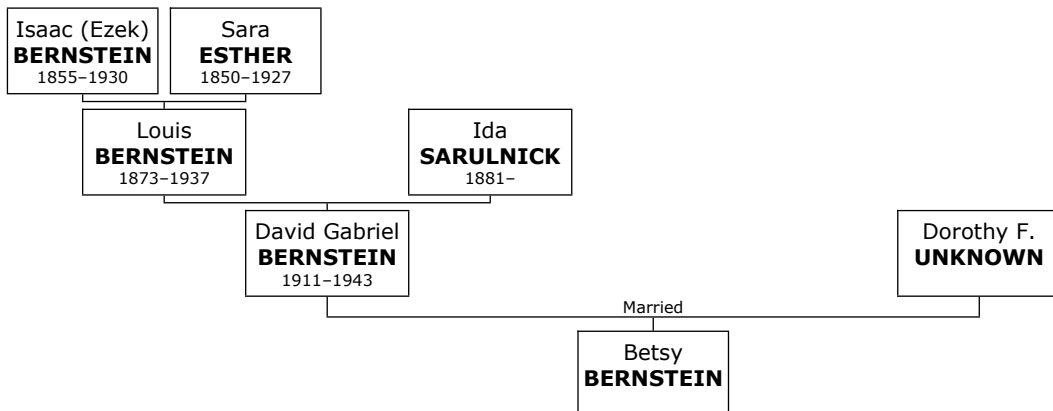 Isaac (Ezek)
BERNSTEIN
1855–1930
Sara
ESTHER
1850–1927
Louis
BERNSTEIN
1873–1937
Ida
SARULNICK
1881–
David Gabriel
BERNSTEIN
1911–1943
Dorothy F.
UNKNOWN
Married
Betsy
BERNSTEIN